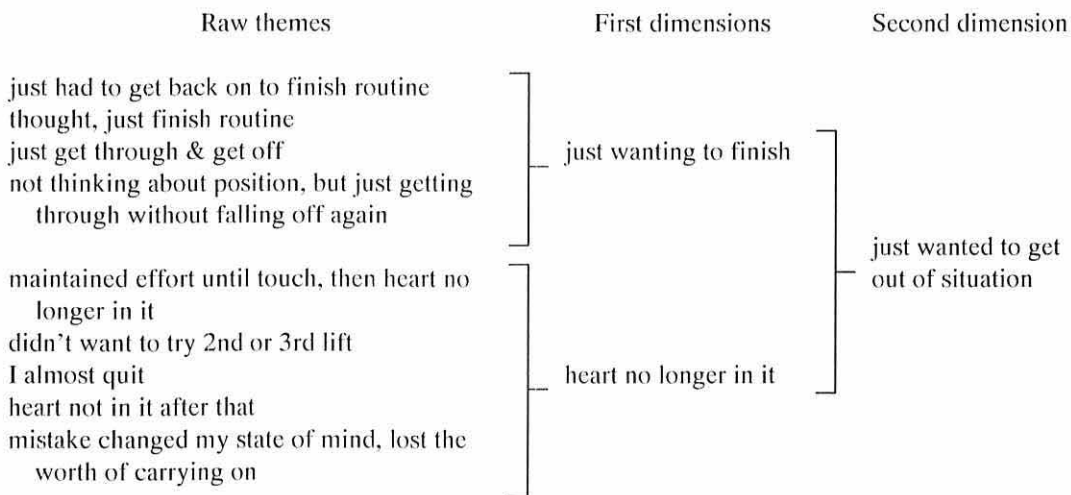 Raw themes First dimensions Second dimension
just had to get back on to finish routine
thought, just finish routine
just get through & get off
not thinking about position, but just getting
through without falling off again
just wanting to finish
maintained effort until touch, then heart no
longer in it
didn't want to try 2nd or 3rd lift
I almost quit
heart not in it after that
mistake changed my state of mind, lost the
worth of carrying on
heart no longer in it
just wanted to get
out of situation